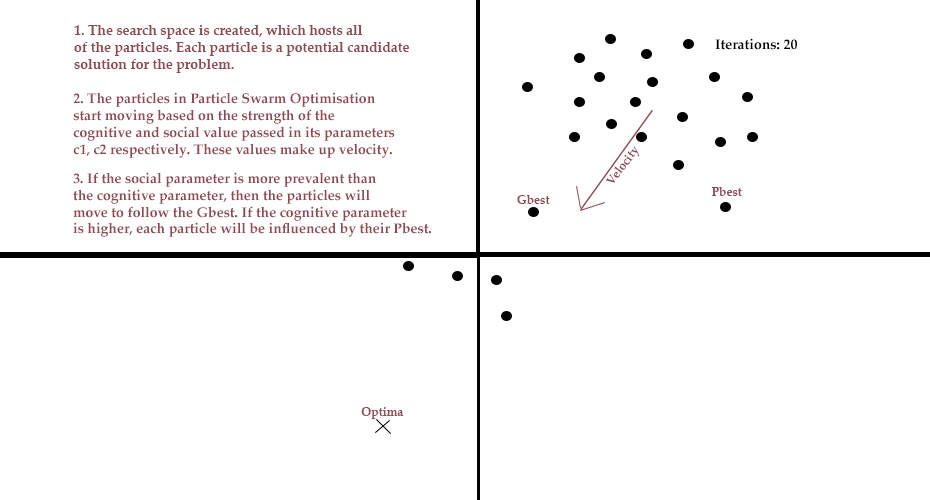 1. The search space is created, which hosts all
of the particles. Each particle is a potential candidate
solution for the problem.
2. The particles in Particle Swarm Optimisation
start moving based on the strength of the
cognitive and social value passed in its parameters
c1, c2 respectively. These values make up velocity.
3. If the social parameter is more prevalent than
the cognitive parameter, then the particles will
move to follow the Gbest. If the cognitive parameter
is higher, each particle will be influenced by their Pbest.
Iterations: 20
Velocity
Gbest
Pbest
Optima